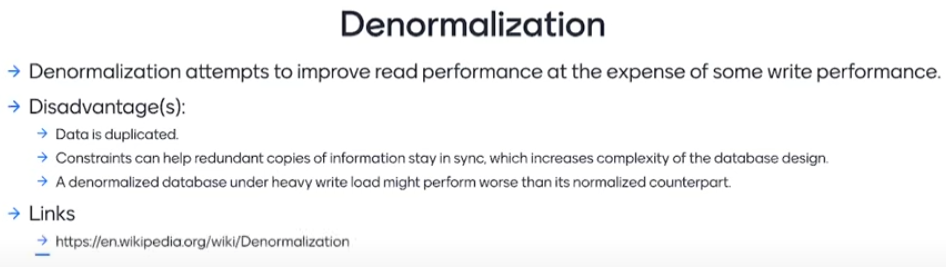 Denormalization
→ Denormalization attempts to improve read performance at the expense of some write performance.
→ Disadvantage(s):
→ Data is duplicated.
→ Constraints can help redundant copies of information stay in sync, which increases complexity of the database design.
→ A denormalized database under heavy write load might perform worse than its normalized counterpart.
→ Links
→ https://en.wikipedia.org/wiki/Denormalization